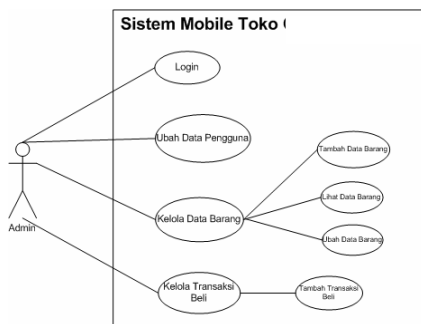 Sistem Mobile Toko
Login
Ubah Data Pengguna
Tambah Data Barang
Lihat Data Barang
Kelola Data Barang
Admin
Ubah Data Barang
Kelola Transaksi
Beli
Tambah Transaksi
Beli